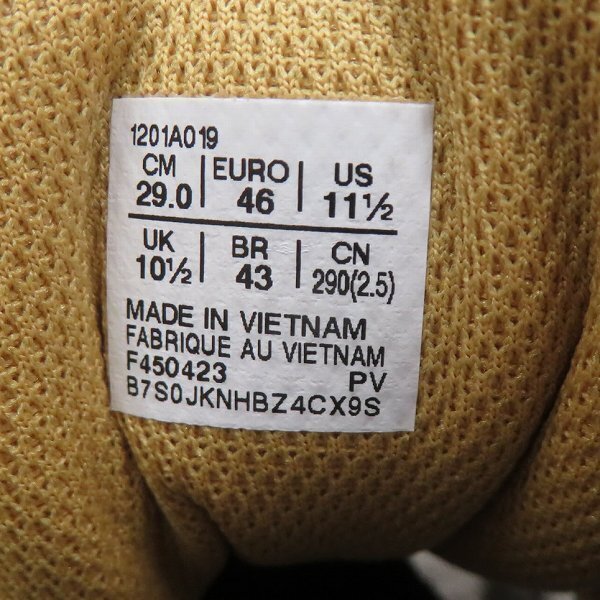 1201A019
CM EURO US
29.0 46 11½
UK BR CN
10½ 43 290(2.5)
MADE IN VIETNAM
FABRIQUE AU VIETNAM
F450423 PV
B7S0JKNHBZ4CX9S